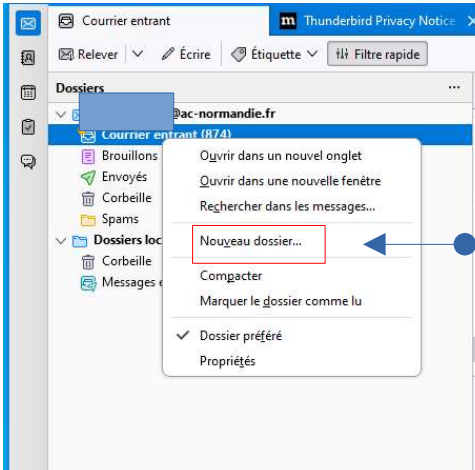 Courrier entrant
m Thunderbird Privacy Notice
Relever Écrire Étiquette Filtre rapide
Dossiers
@ac-normandie.fr
Courrier entrant (874)
Brouillons
Envoyés
Corbeille
Spams
Dossiers loc
Corbeille
Messages e
Ouvrir dans un nouvel onglet
Ouvrir dans une nouvelle fenêtre
Rechercher dans les messages...
Nouveau dossier...
Compacter
Marquer le dossier comme lu
Dossier préféré
Propriétés